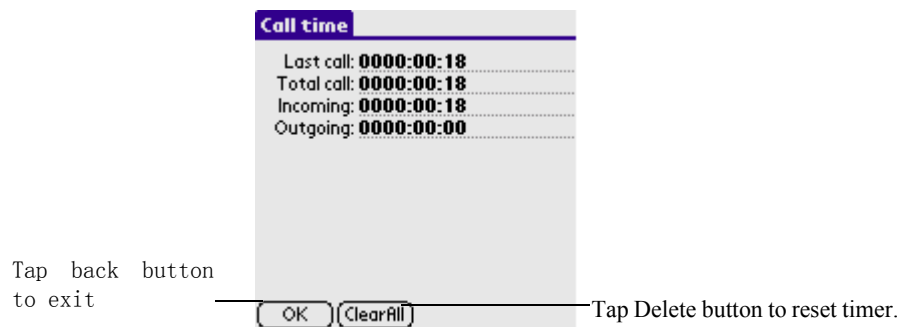 Call time
Last call: 0000:00:18
Total call: 0000:00:18
Incoming: 0000:00:18
Outgoing: 0000:00:00
Tap back button
to exit
OK ClearAll
Tap Delete button to reset timer.